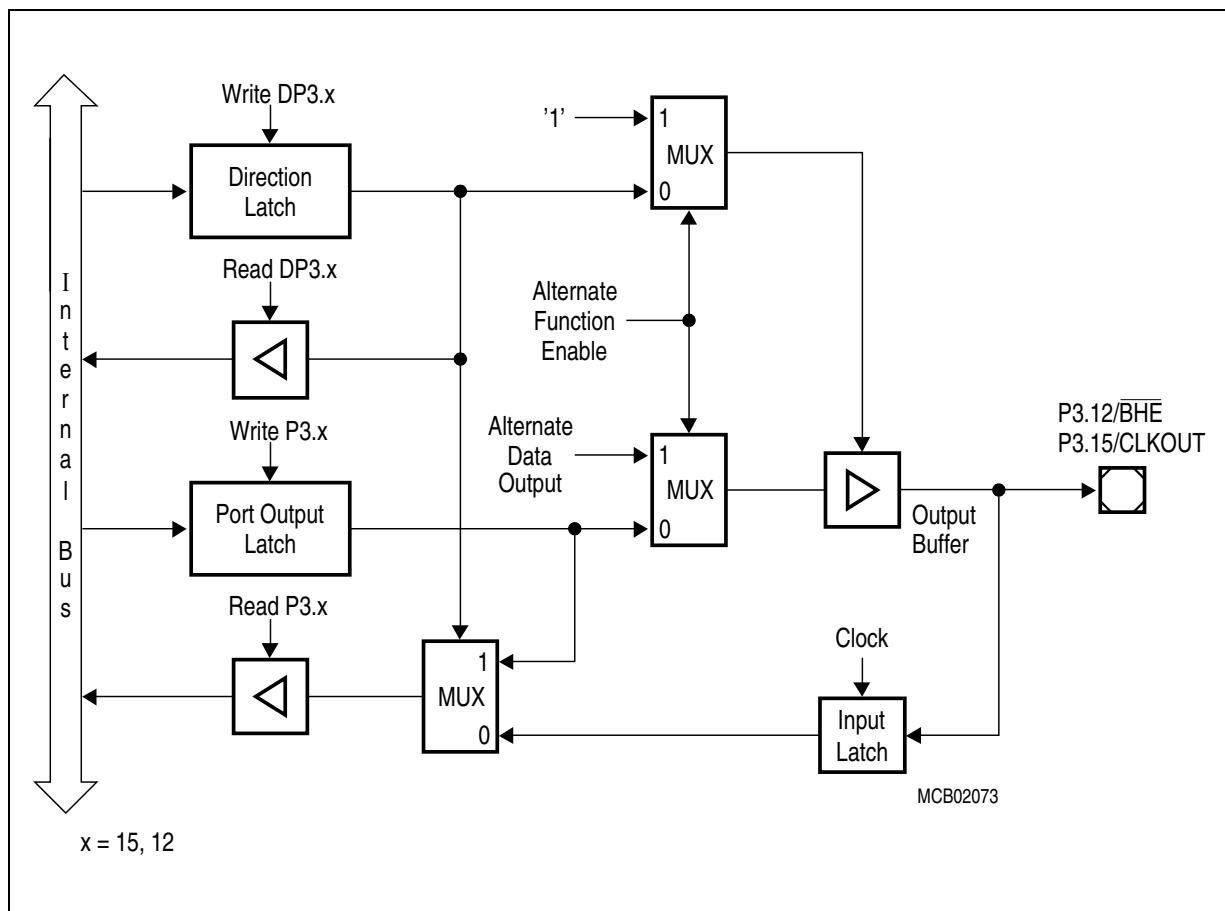 Write DP3.x
'1'
1
MUX
0
Direction
Latch
Read DP3.x
Internal Bus
Alternate
Function
Enable
Write P3.x
Alternate
Data
Output
1
MUX
0
P3.12/B̅H̅E̅
P3.15/CLKOUT
Port Output
Latch
Output
Buffer
Read P3.x
1
MUX
0
Clock
Input
Latch
MCB02073
x = 15, 12